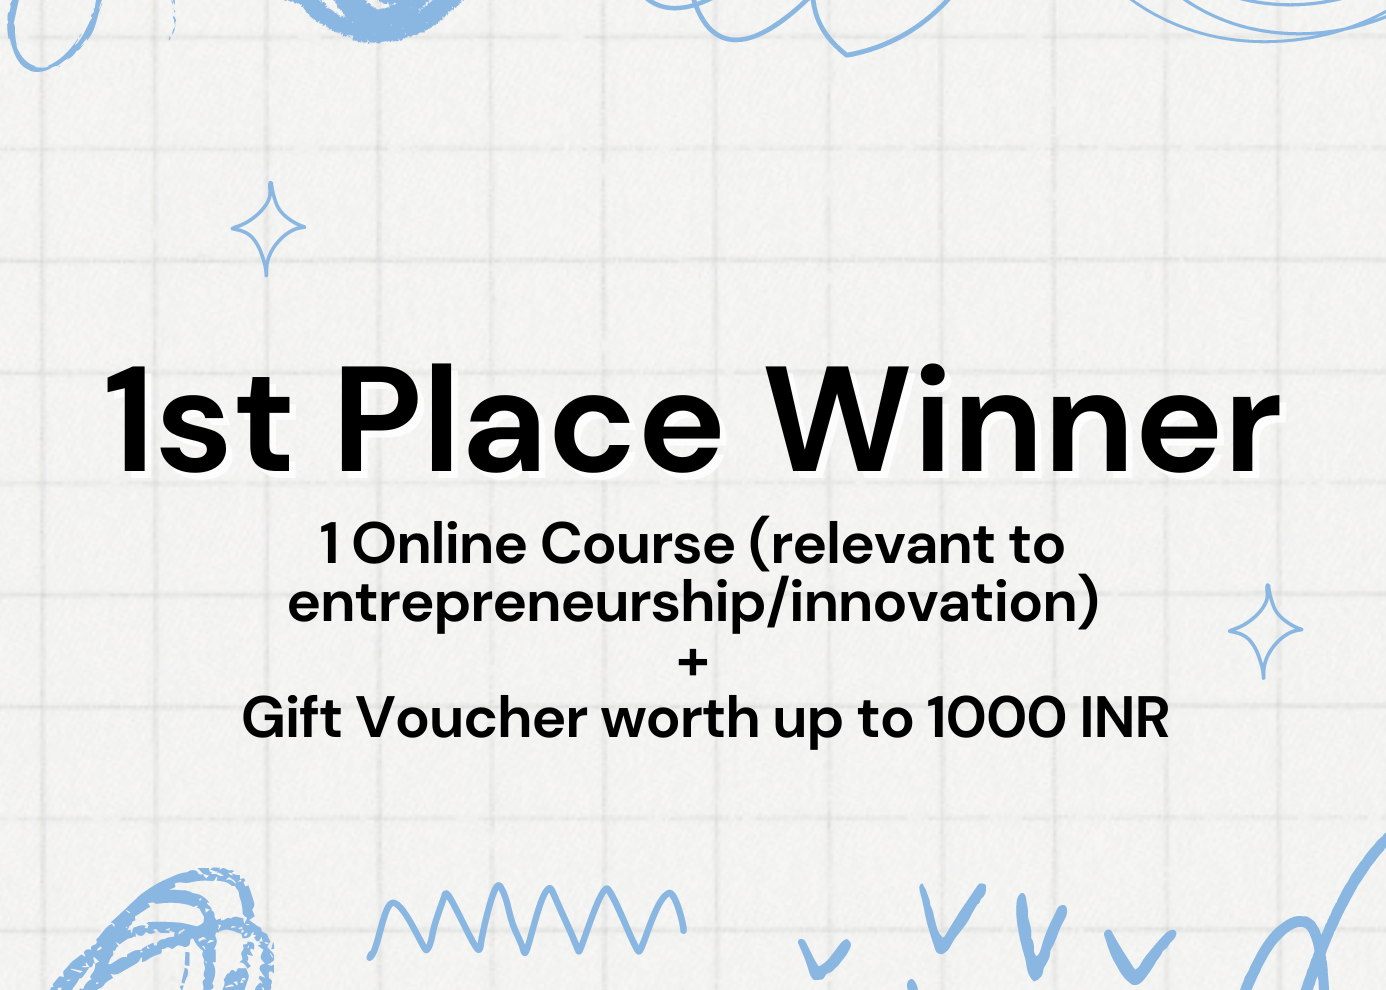 1st Place Winner
1 Online Course (relevant to
entrepreneurship/innovation)
+
Gift Voucher worth up to 1000 INR